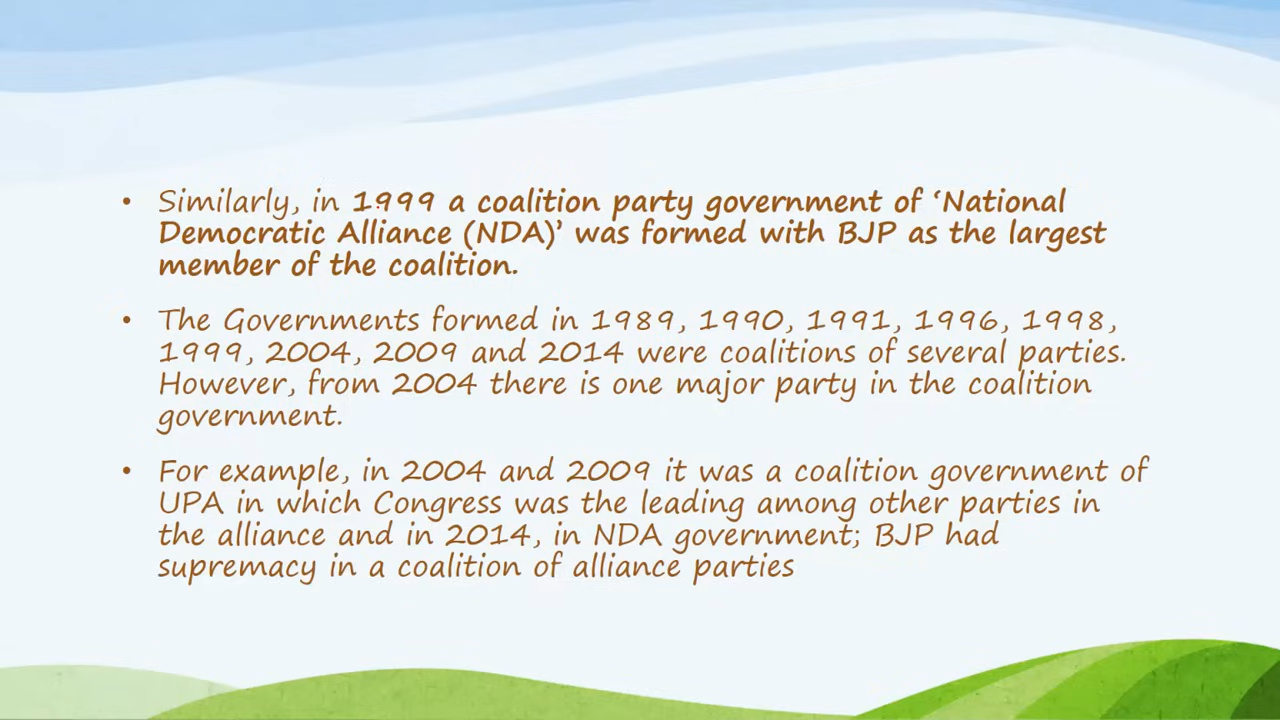 • Similarly, in 1999 a coalition party government of ‘National
Democratic Alliance (NDA)’ was formed with BJP as the largest
member of the coalition.
• The Governments formed in 1989, 1990, 1991, 1996, 1998,
1999, 2004, 2009 and 2014 were coalitions of several parties.
However, from 2004 there is one major party in the coalition
government.
• For example, in 2004 and 2009 it was a coalition government of
UPA in which Congress was the leading among other parties in
the alliance and in 2014, in NDA government; BJP had
supremacy in a coalition of alliance parties